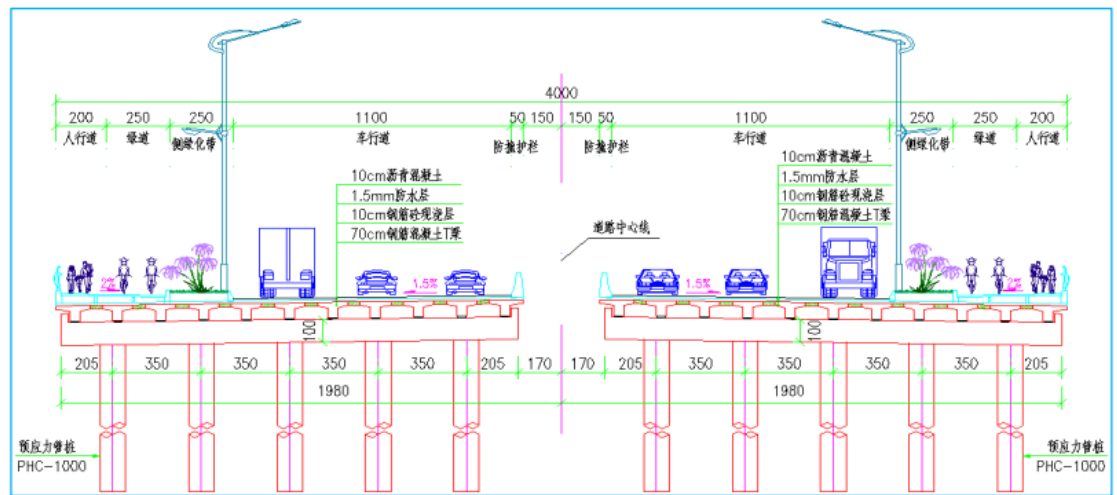 4000
200 250 250 1100 50 150 150 50 1100 250 250 200
人行道 绿道 侧绿化带 车行道 防撞护栏 防撞护栏 车行道 侧绿化带 绿道 人行道
10cm沥青混凝土
1.5mm防水层
10cm钢筋砼现浇层
70cm钢筋混凝土T梁
10cm沥青混凝土
1.5mm防水层
10cm钢筋砼现浇层
70cm钢筋混凝土T梁
道路中心线
2% 1.5% 1.5% 2%
100 100
205 350 350 350 350 205 170 170 205 350 350 350 350 205
1980 1980
预应力管桩
PHC-1000
预应力管桩
PHC-1000